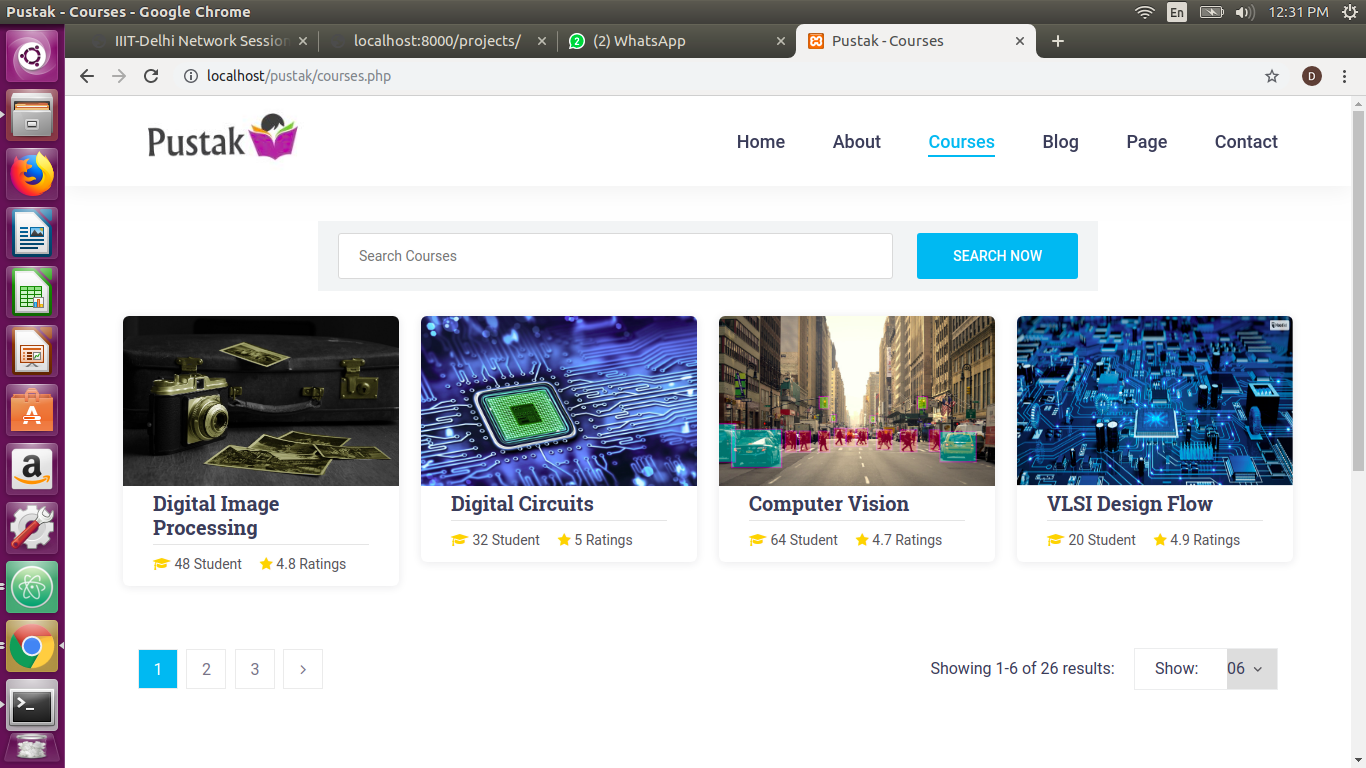 Pustak - Courses - Google Chrome
En
12:31 PM
IIIT-Delhi Network Session
localhost:8000/projects/
2
(2) WhatsApp
Pustak - Courses
localhost/pustak/courses.php
D
Pustak
Home
About
Courses
Blog
Page
Contact
Search Courses
SEARCH NOW
Digital Image
Processing
48 Student
4.8 Ratings
Digital Circuits
32 Student
5 Ratings
Computer Vision
64 Student
4.7 Ratings
VLSI Design Flow
20 Student
4.9 Ratings
1
2
3
Showing 1-6 of 26 results:
Show:
06